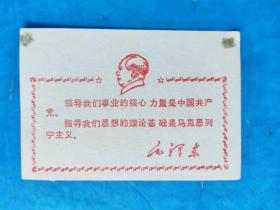 领导我们事业的核心力量是中国共产
党。
指导我们思想的理论基础是马克思列
宁主义。
毛泽东